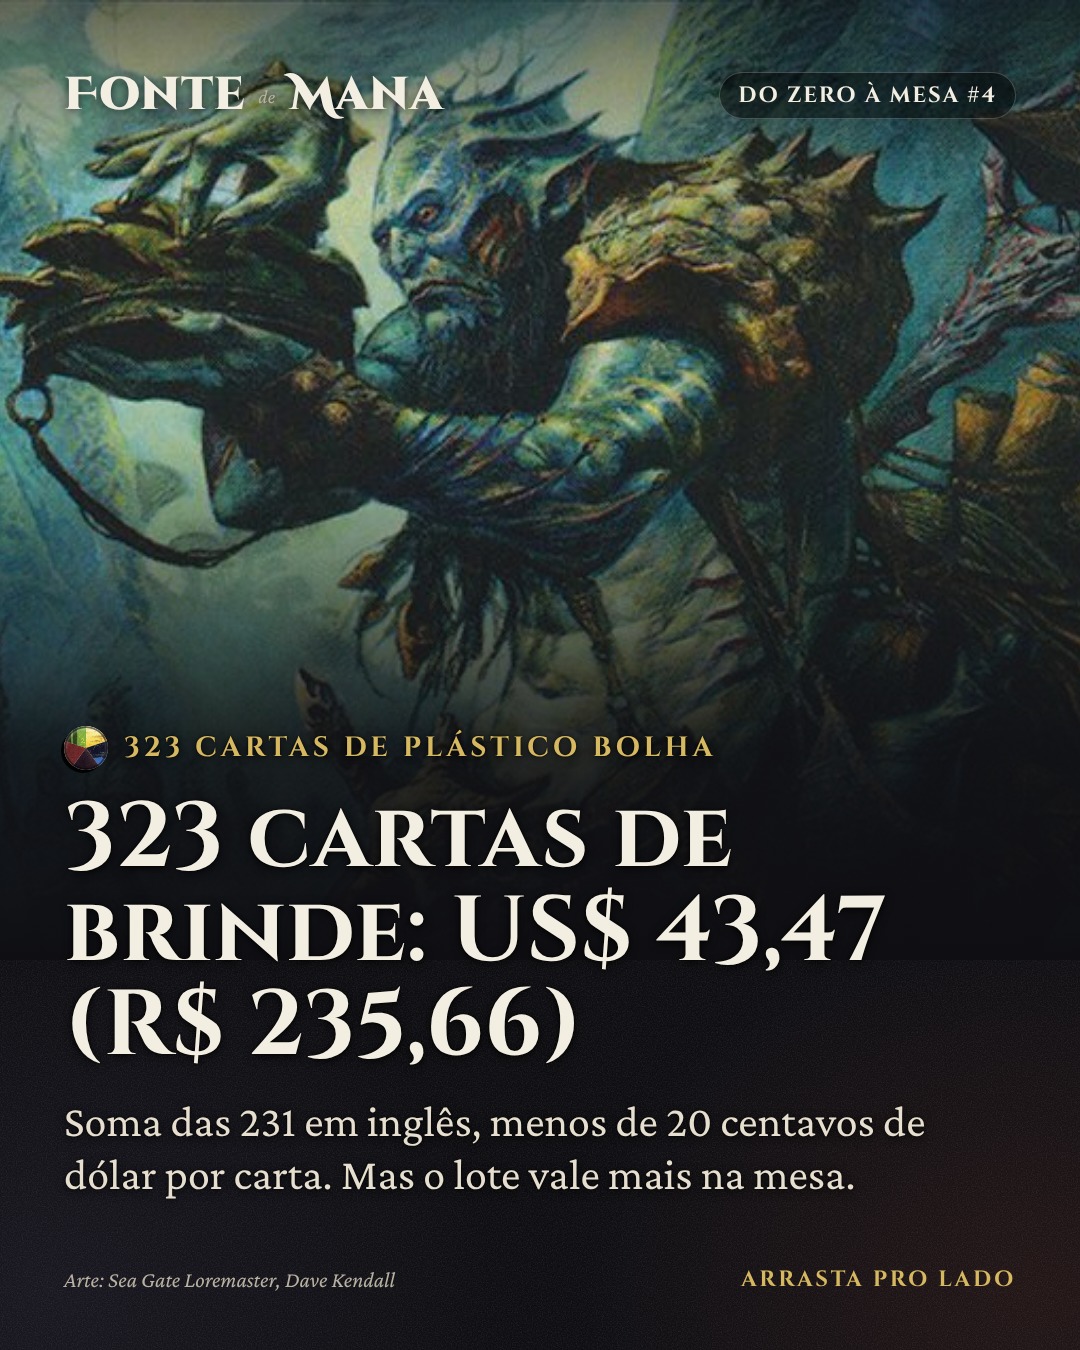 FONTE de MANA
DO ZERO À MESA #4
323 CARTAS DE PLÁSTICO BOLHA
323 CARTAS DE
BRINDE: US$ 43,47
(R$ 235,66)
Soma das 231 em inglês, menos de 20 centavos de
dólar por carta. Mas o lote vale mais na mesa.
Arte: Sea Gate Loremaster, Dave Kendall
ARRASTA PRO LADO